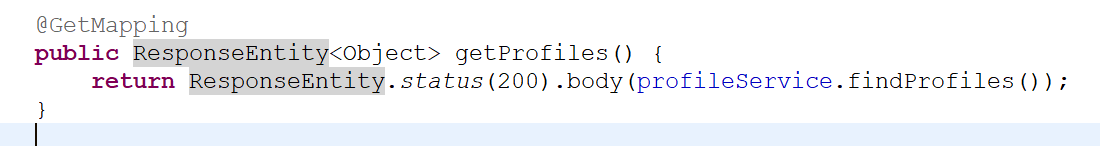 @GetMapping
public ResponseEntity<Object> getProfiles() {
return ResponseEntity.status(200).body(profileService.findProfiles());
}